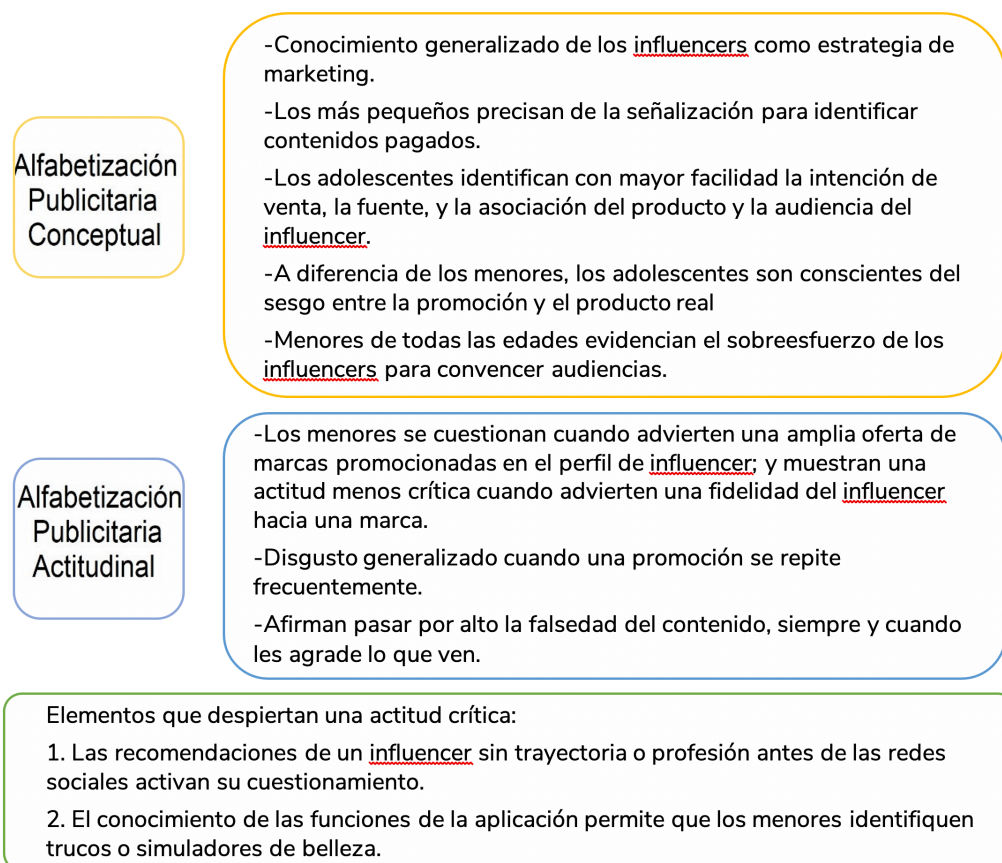 Alfabetización
Publicitaria
Conceptual
-Conocimiento generalizado de los influencers como estrategia de
marketing.
-Los más pequeños precisan de la señalización para identificar
contenidos pagados.
-Los adolescentes identifican con mayor facilidad la intención de
venta, la fuente, y la asociación del producto y la audiencia del
influencer.
-A diferencia de los menores, los adolescentes son conscientes del
sesgo entre la promoción y el producto real
-Menores de todas las edades evidencian el sobreesfuerzo de los
influencers para convencer audiencias.
Alfabetización
Publicitaria
Actitudinal
-Los menores se cuestionan cuando advierten una amplia oferta de
marcas promocionadas en el perfil de influencer; y muestran una
actitud menos crítica cuando advierten una fidelidad del influencer
hacia una marca.
-Disgusto generalizado cuando una promoción se repite
frecuentemente.
-Afirman pasar por alto la falsedad del contenido, siempre y cuando
les agrade lo que ven.
Elementos que despiertan una actitud crítica:
1. Las recomendaciones de un influencer sin trayectoria o profesión antes de las redes
sociales activan su cuestionamiento.
2. El conocimiento de las funciones de la aplicación permite que los menores identifiquen
trucos o simuladores de belleza.